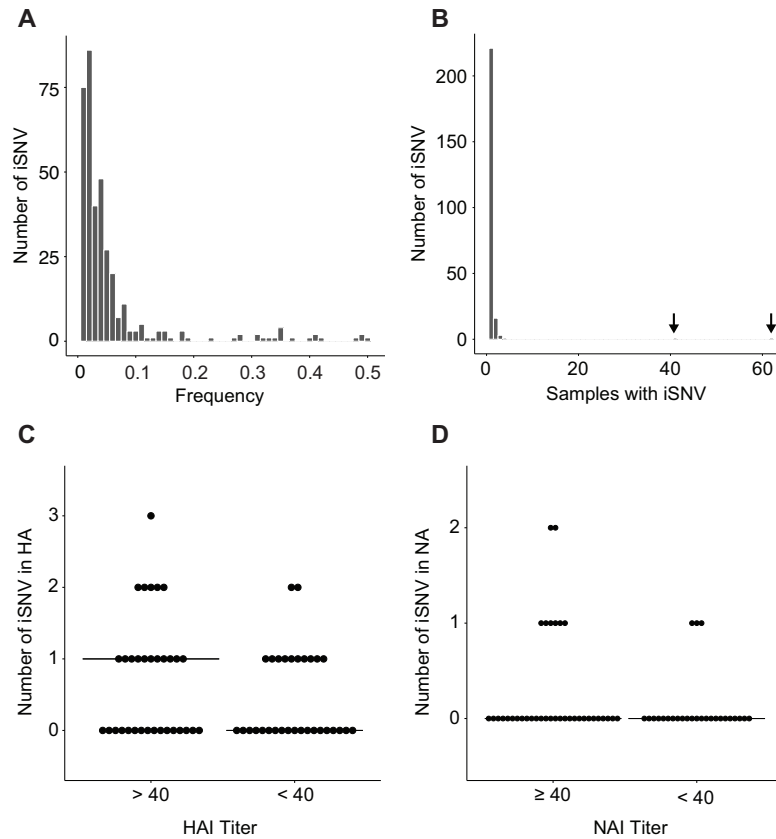 A
Number of iSNV
75
50
25
0
0 0.1 0.2 0.3 0.4 0.5
Frequency
B
Number of iSNV
200
150
100
50
0
0 20 40 60
Samples with iSNV
C
Number of iSNV in HA
3
2
1
0
> 40 < 40
HAI Titer
D
Number of iSNV in NA
2
1
0
≥ 40 < 40
NAI Titer